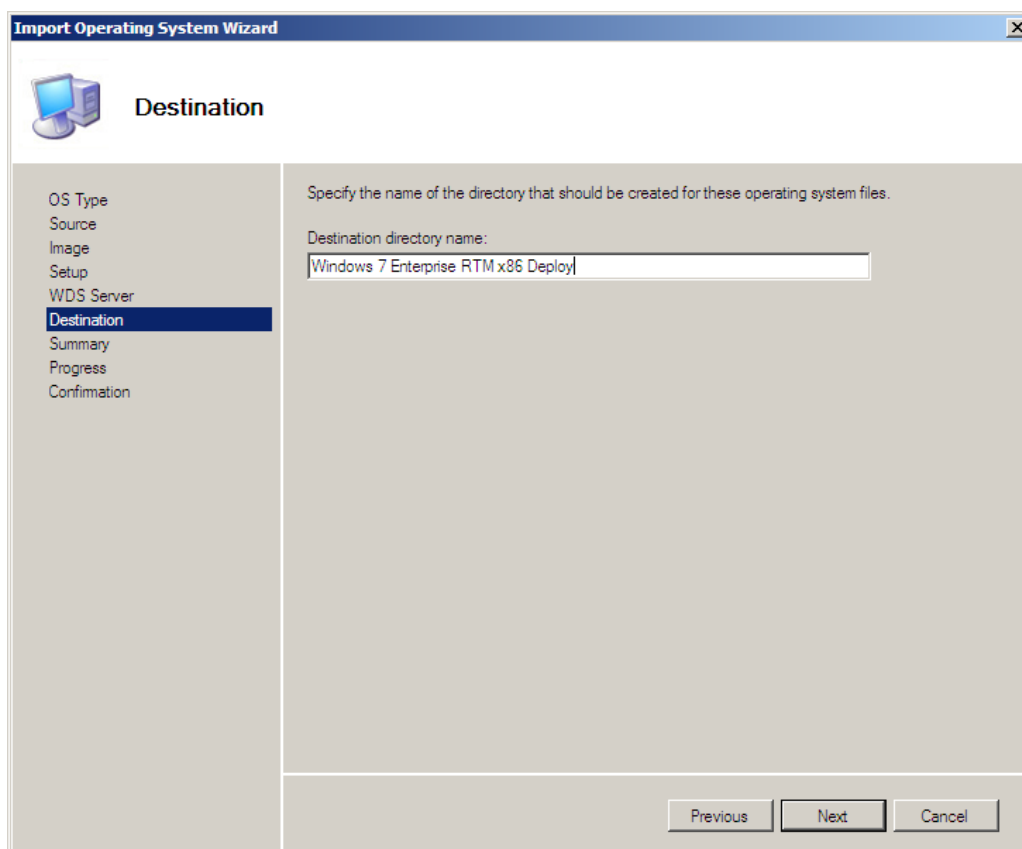 Import Operating System Wizard
Destination
OS Type
Source
Image
Setup
WDS Server
Destination
Summary
Progress
Confirmation
Specify the name of the directory that should be created for these operating system files.
Destination directory name:
Windows 7 Enterprise RTM x86 Deploy
Previous
Next
Cancel